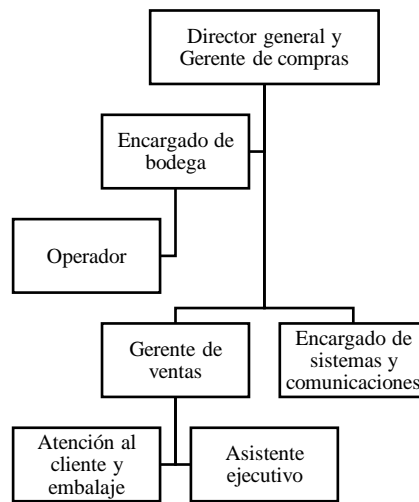 Director general y
Gerente de compras
Encargado de
bodega
Operador
Gerente de
ventas
Encargado de
sistemas y
comunicaciones
Atención al
cliente y
embalaje
Asistente
ejecutivo